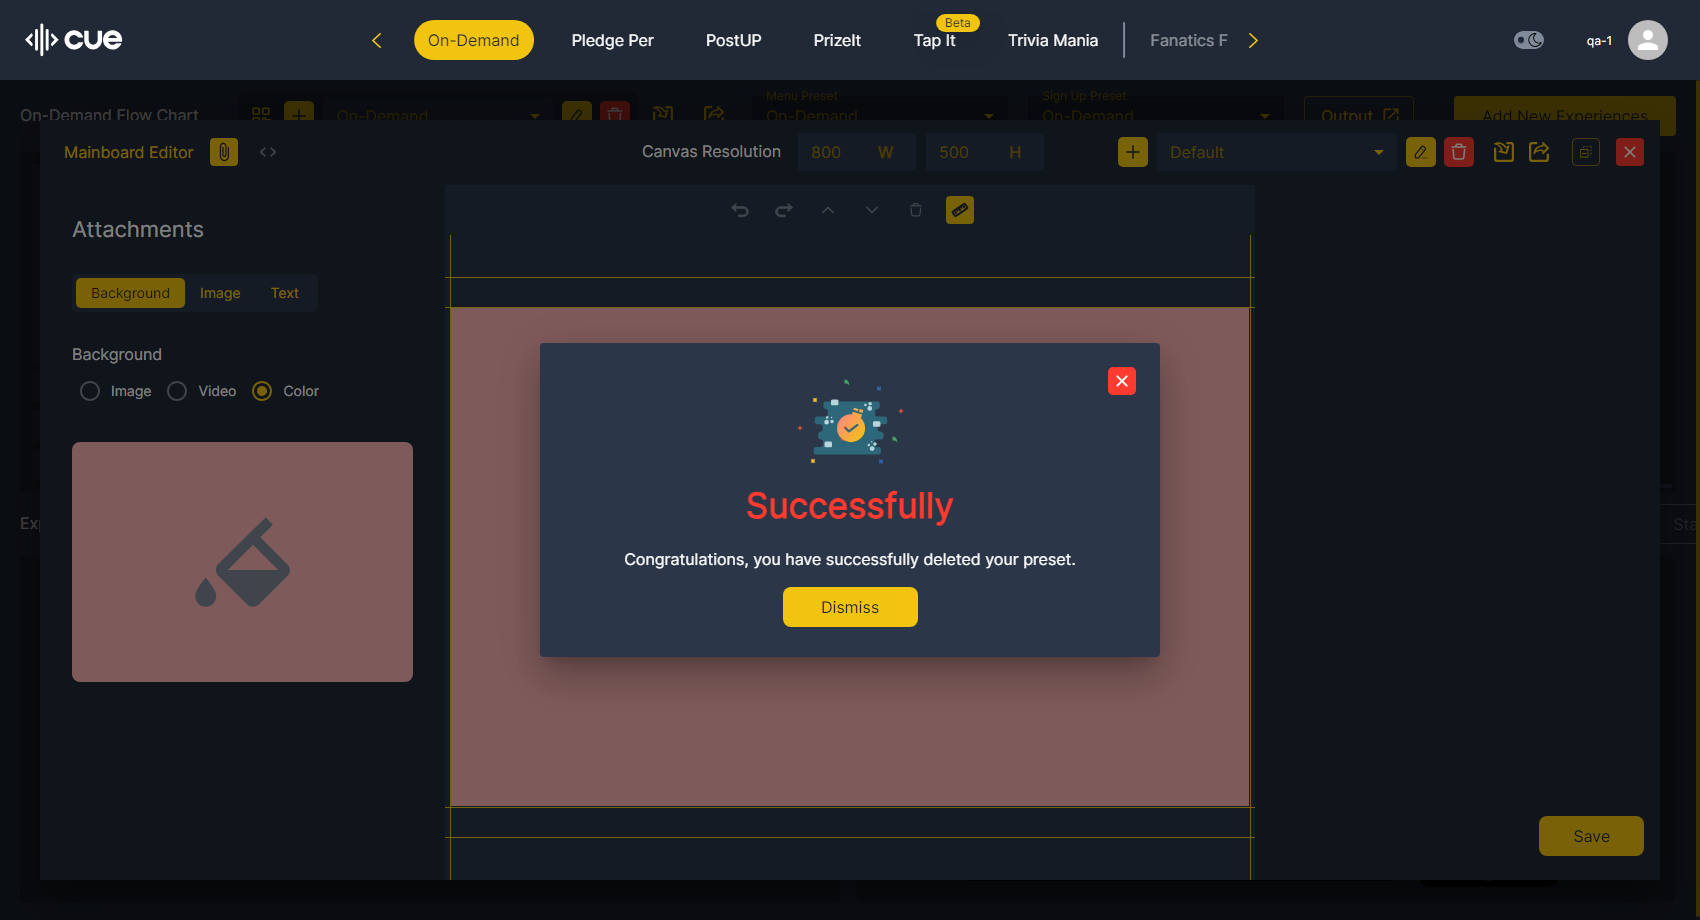 cue
On-Demand
Pledge Per
PostUP
PrizeIt
Tap It
Beta
Trivia Mania
Fanatics F
qa-1
On-Demand Flow Chart
On-Demand
Menu Preset
On-Demand
Sign Up Preset
On-Demand
Output
Add New Experiences
Mainboard Editor
Canvas Resolution
800 W
500 H
Default
Attachments
Background
Image
Text
Background
Image
Video
Color
Successfully
Congratulations, you have successfully deleted your preset.
Dismiss
Exp
Sta
Save